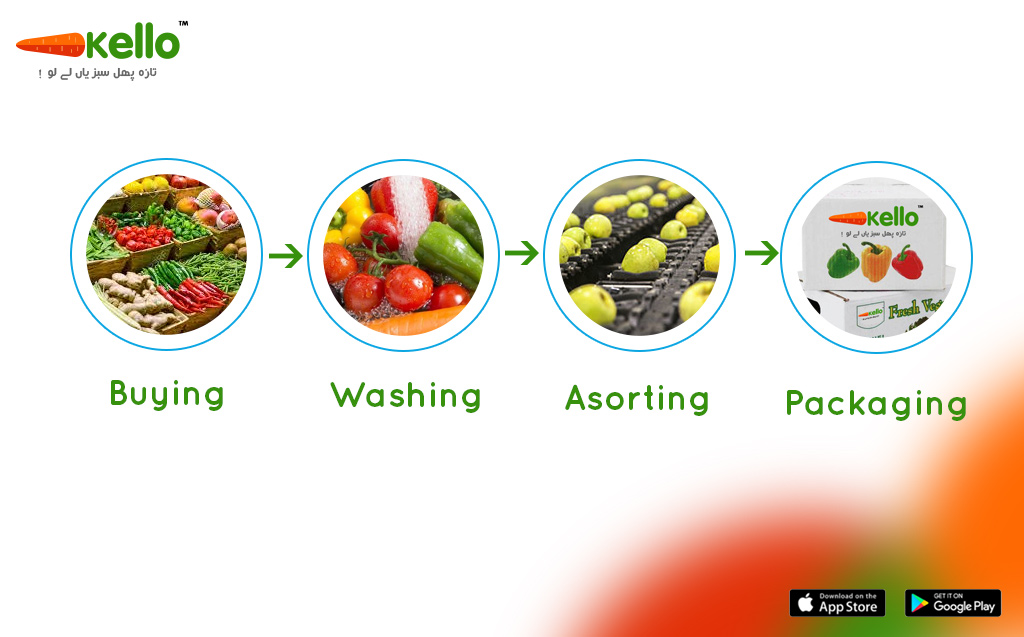 kello™
تازہ پھل سبزیاں لے لو !
kello™
تازہ پھل سبزیاں لے لو !
kello
Fresh
Buying
Washing
Asorting
Packaging
Download on the
App Store
GET IT ON
Google Play